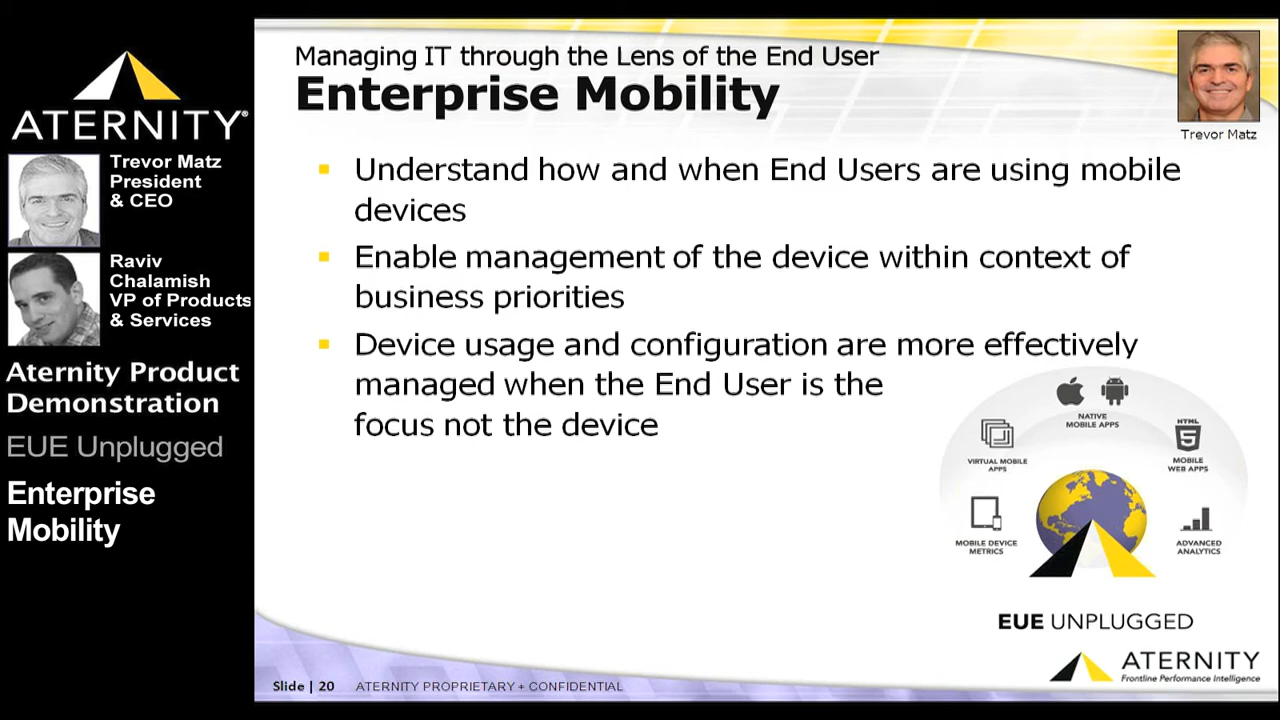 ATERNITY®
Trevor Matz
President
& CEO
Raviv
Chalamish
VP of Products
& Services
Aternity Product
Demonstration
EUE Unplugged
Enterprise
Mobility
Managing IT through the Lens of the End User
Enterprise Mobility
Trevor Matz
Understand how and when End Users are using mobile
devices
Enable management of the device within context of
business priorities
Device usage and configuration are more effectively
managed when the End User is the
focus not the device
NATIVE
MOBILE APPS
VIRTUAL MOBILE
APPS
HTML
5
MOBILE
WEB APPS
MOBILE DEVICE
METRICS
ADVANCED
ANALYTICS
EUE UNPLUGGED
ATERNITY
Frontline Performance Intelligence
Slide | 20 ATERNITY PROPRIETARY + CONFIDENTIAL